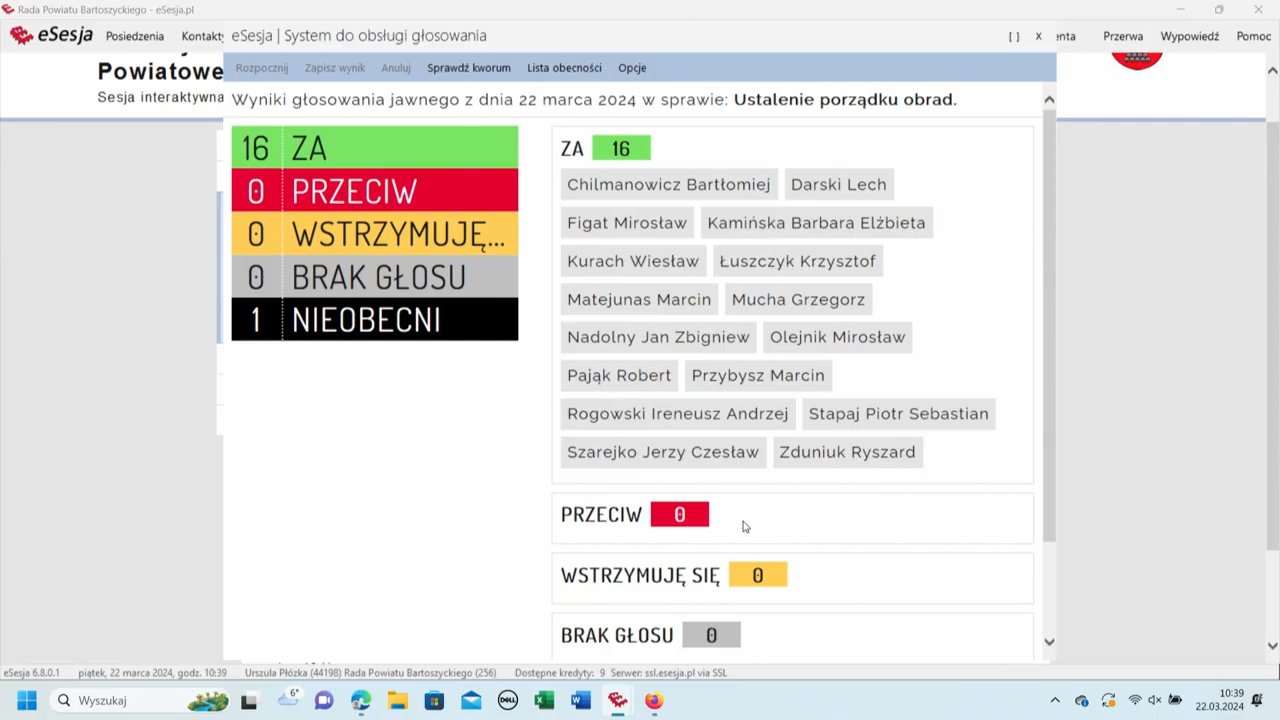 Rada Powiatu Bartoszyckiego - eSesja.pl
eSesja Posiedzenia Kontakty eSesja | System do obsługi głosowania [ ] x enta Przerwa Wypowiedź Pomoc
Powiatowe
Sesja interaktywna
Rozpocznij Zapisz wynik Anuluj Sprawdź kworum Lista obecności Opcje
Wyniki głosowania jawnego z dnia 22 marca 2024 w sprawie: Ustalenie porządku obrad.
16 ZA
0 PRZECIW
0 WSTRZYMUJĘ...
0 BRAK GŁOSU
1 NIEOBECNI
ZA 16
Chilmanowicz Bartłomiej Darski Lech
Figat Mirosław Kamińska Barbara Elżbieta
Kurach Wiesław Łuszczyk Krzysztof
Matejunas Marcin Mucha Grzegorz
Nadolny Jan Zbigniew Olejnik Mirosław
Pająk Robert Przybysz Marcin
Rogowski Ireneusz Andrzej Stapaj Piotr Sebastian
Szarejko Jerzy Czesław Zduniuk Ryszard
PRZECIW 0
WSTRZYMUJĘ SIĘ 0
BRAK GŁOSU 0
eSesja 6.8.0.1 piątek, 22 marca 2024, godz. 10:39 Urszula Płózka (44198) Rada Powiatu Bartoszyckiego (256) Dostępne kredyty: 9 Serwer: ssl.esesja.pl via SSL
Wyszukaj 6° DELL 10:39
22.03.2024